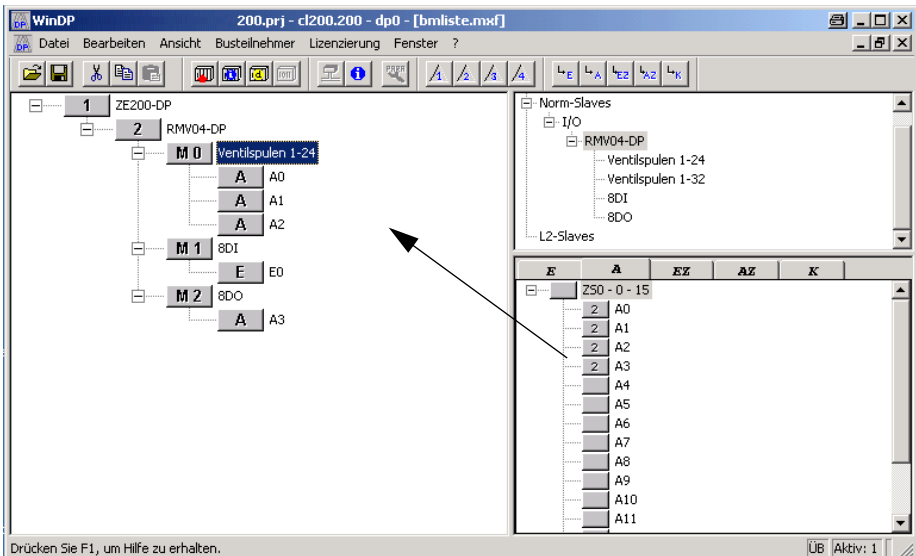 WinDP 200.prj - cl200.200 - dp0 - [bmliste.mxf]
Datei Bearbeiten Ansicht Busteilnehmer Lizenzierung Fenster ?
1 ZE200-DP
2 RMV04-DP
M 0 Ventilspulen 1-24
A A0
A A1
A A2
M 1 8DI
E E0
M 2 8DO
A A3
Norm-Slaves
I/O
RMV04-DP
Ventilspulen 1-24
Ventilspulen 1-32
8DI
8DO
L2-Slaves
E A EZ AZ K
ZS0 - 0 - 15
2 A0
2 A1
2 A2
2 A3
A4
A5
A6
A7
A8
A9
A10
A11
Drücken Sie F1, um Hilfe zu erhalten. ÜB Aktiv: 1